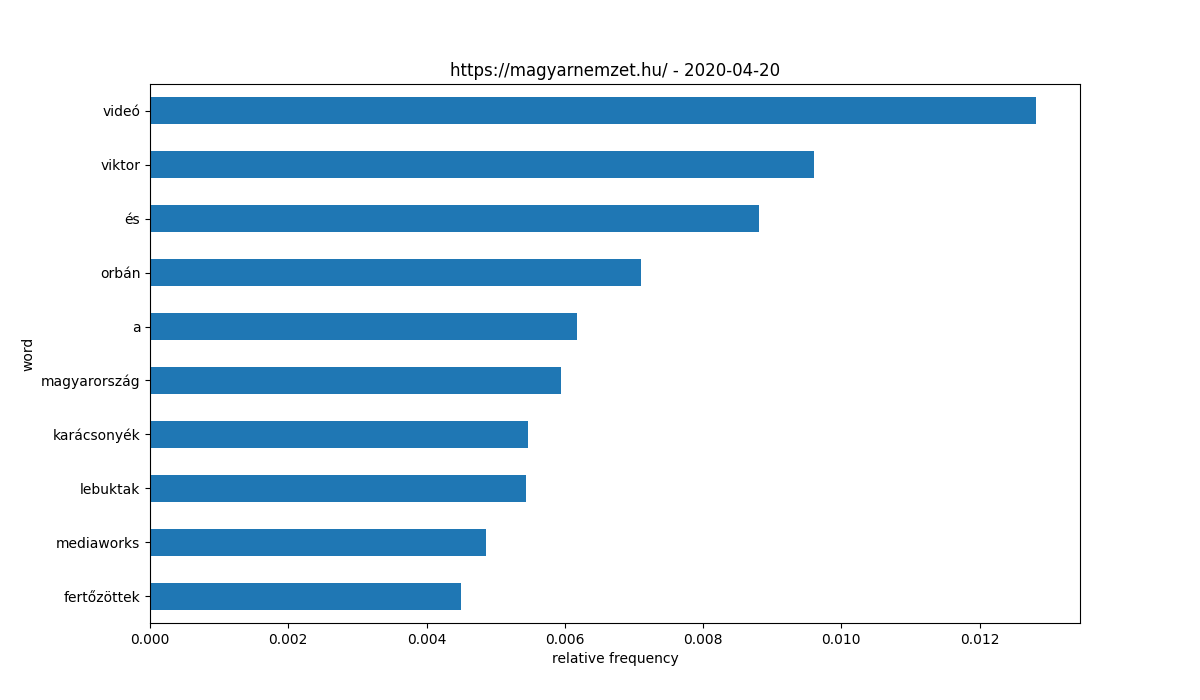 https://magyarnemzet.hu/ - 2020-04-20
videó
viktor
és
orbán
a
magyarország
karácsonyék
lebuktak
mediaworks
fertőzöttek
word
0.000 0.002 0.004 0.006 0.008 0.010 0.012
relative frequency